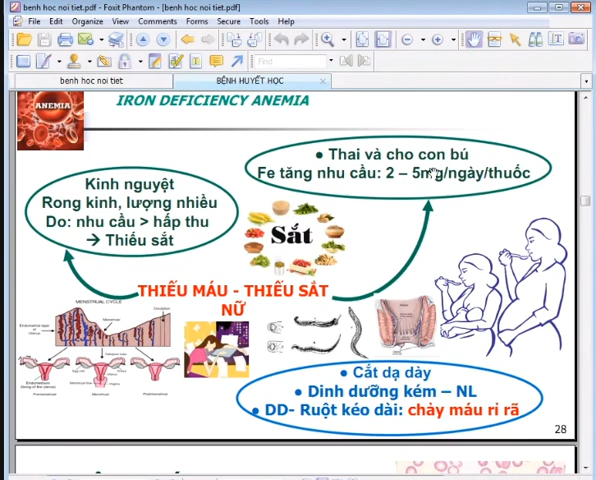 benh hoc noi tiet.pdf - Foxit Phantom - [benh hoc noi tiet.pdf]
File Edit Organize View Comments Forms Secure Tools Help
Find
benh hoc noi tiet
BỆNH HUYẾT HỌC
ANEMIA
IRON DEFICIENCY ANEMIA
● Thai và cho con bú
Fe tăng nhu cầu: 2 – 5mg/ngày/thuốc
Kinh nguyệt
Rong kinh, lượng nhiều
Do: nhu cầu > hấp thu
→ Thiếu sắt
Sắt
THIẾU MÁU - THIẾU SẮT
NỮ
MENSTRUAL CYCLE
● Cắt dạ dày
● Dinh dưỡng kém – NL
● DD- Ruột kéo dài: chảy máu rỉ rã
28